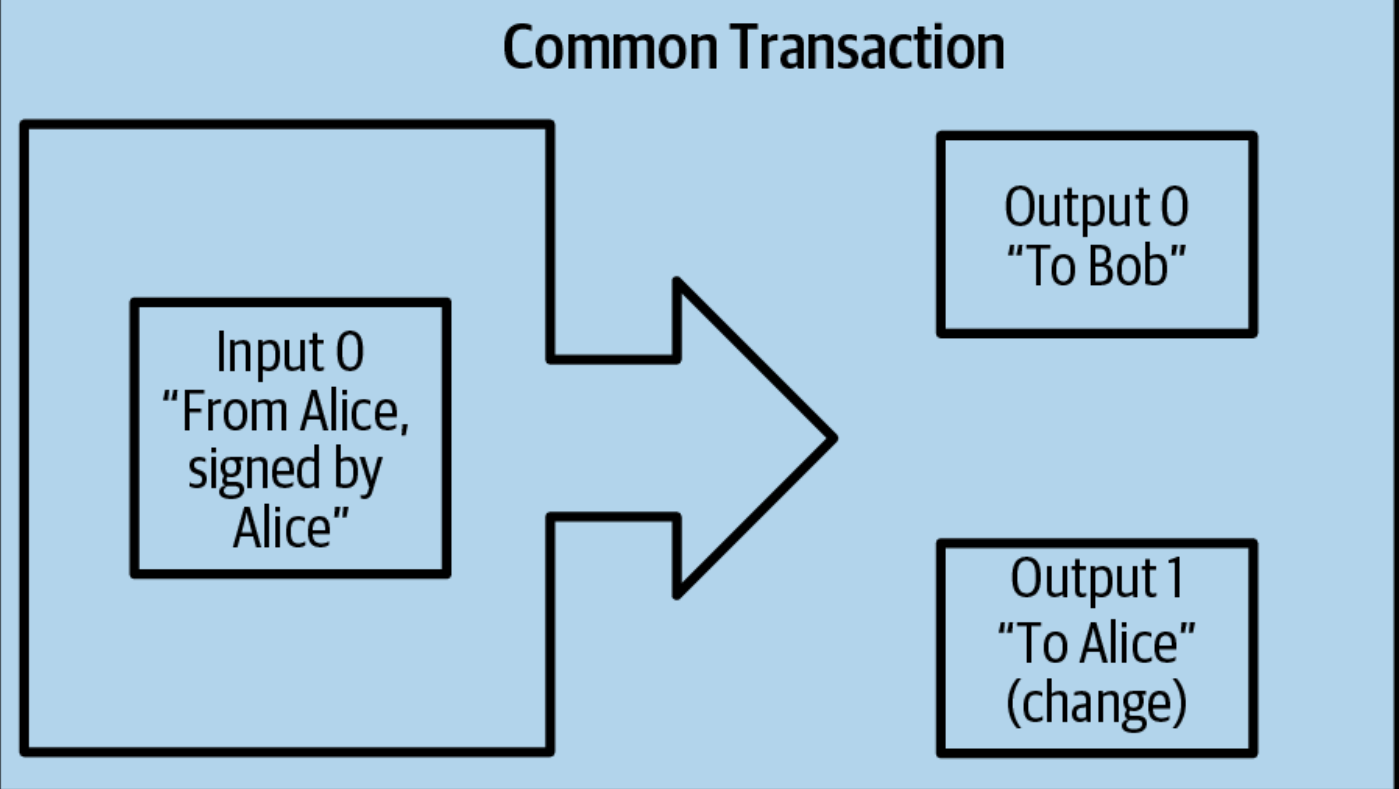 Common Transaction
Input 0
“From Alice,
signed by
Alice”
Output 0
“To Bob”
Output 1
“To Alice”
(change)